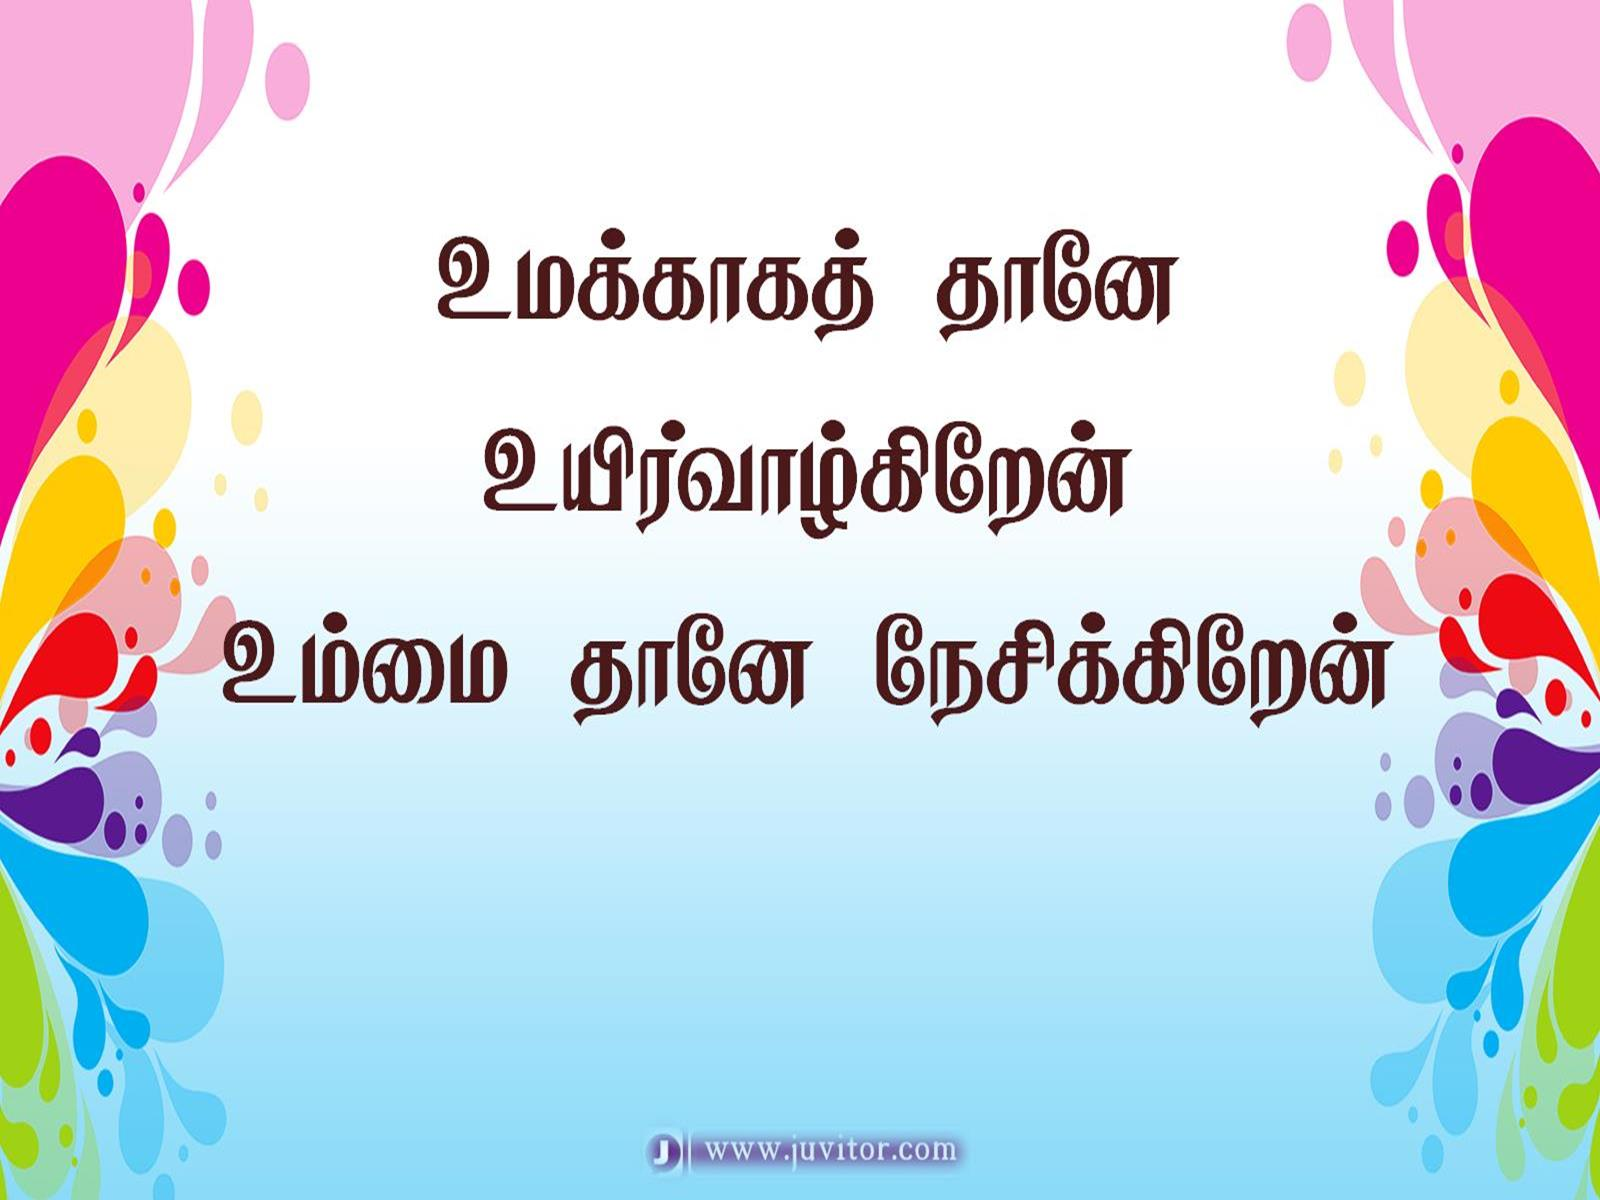 உமக்காகத் தானே
உயிர்வாழ்கிறேன்
உம்மை தானே நேசிக்கிறேன்
J www.juvitor.com